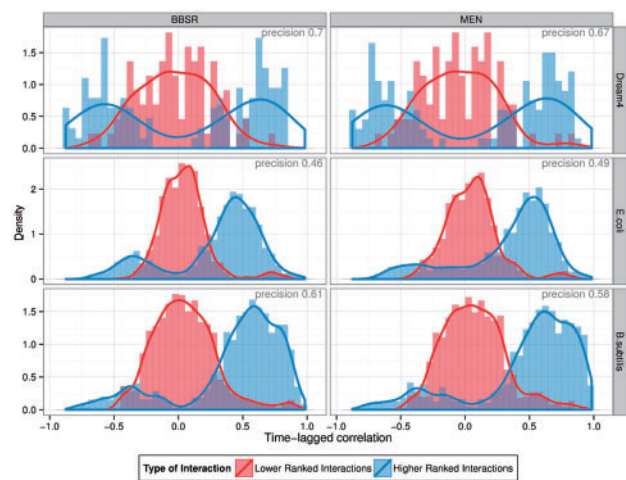 BBSR
MEN
precision 0.7
precision 0.67
Dream4
1.5
1.0
0.5
0.0
precision 0.46
precision 0.49
E.coli
2
1
0
Density
precision 0.61
precision 0.58
B.subtilis
1.5
1.0
0.5
0.0
−1.0 −0.5 0.0 0.5 1.0 −1.0 −0.5 0.0 0.5 1.0
Time−lagged correlation
Type of Interaction Lower Ranked Interactions Higher Ranked Interactions